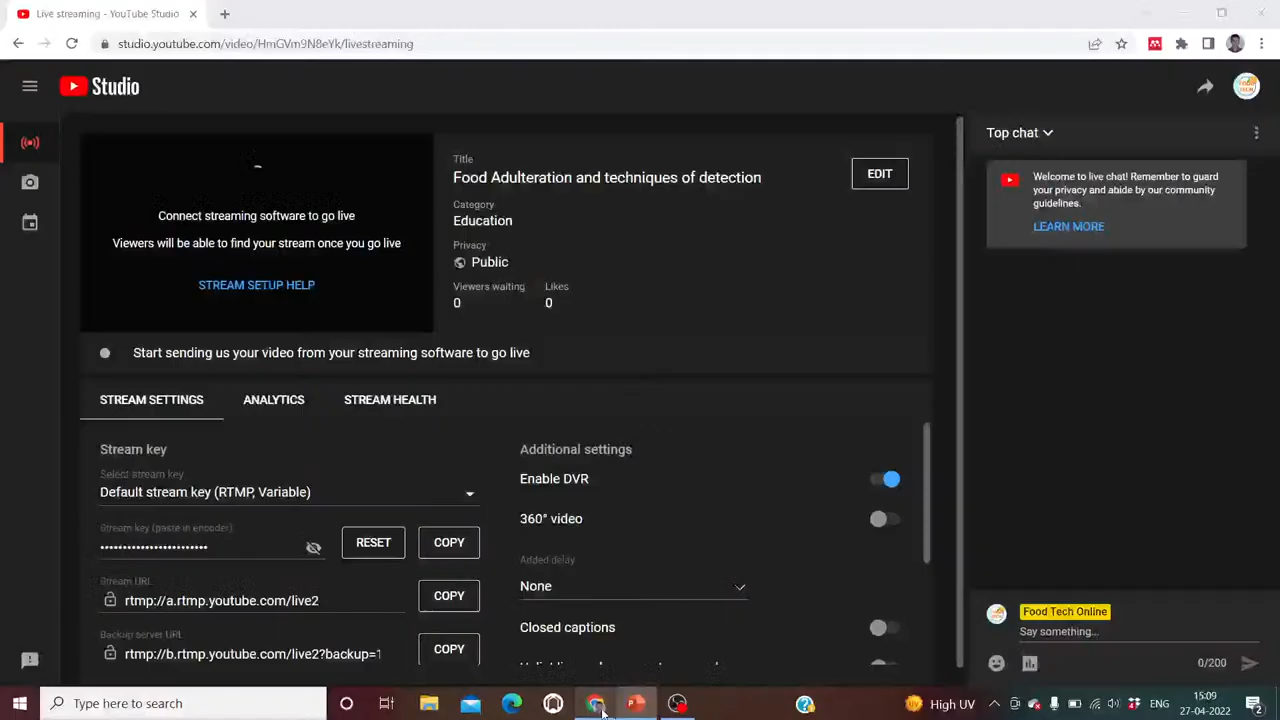 Live streaming - YouTube Studio
studio.youtube.com/video/HmGVm9N8eYk/livestreaming
Studio
Connect streaming software to go live
Viewers will be able to find your stream once you go live
STREAM SETUP HELP
Title
Food Adulteration and techniques of detection
EDIT
Category
Education
Privacy
Public
Viewers waiting
Likes
0
0
Start sending us your video from your streaming software to go live
STREAM SETTINGS
ANALYTICS
STREAM HEALTH
Stream key
Select stream key
Default stream key (RTMP, Variable)
Stream key (paste in encoder)
RESET
COPY
Stream URL
rtmp://a.rtmp.youtube.com/live2
COPY
Backup server URL
rtmp://b.rtmp.youtube.com/live2?backup=1
COPY
Additional settings
Enable DVR
360° video
Added delay
None
Closed captions
Top chat
Welcome to live chat! Remember to guard
your privacy and abide by our community
guidelines.
LEARN MORE
Food Tech Online
Say something...
0/200
Type here to search
High UV
ENG
15:09
27-04-2022
2